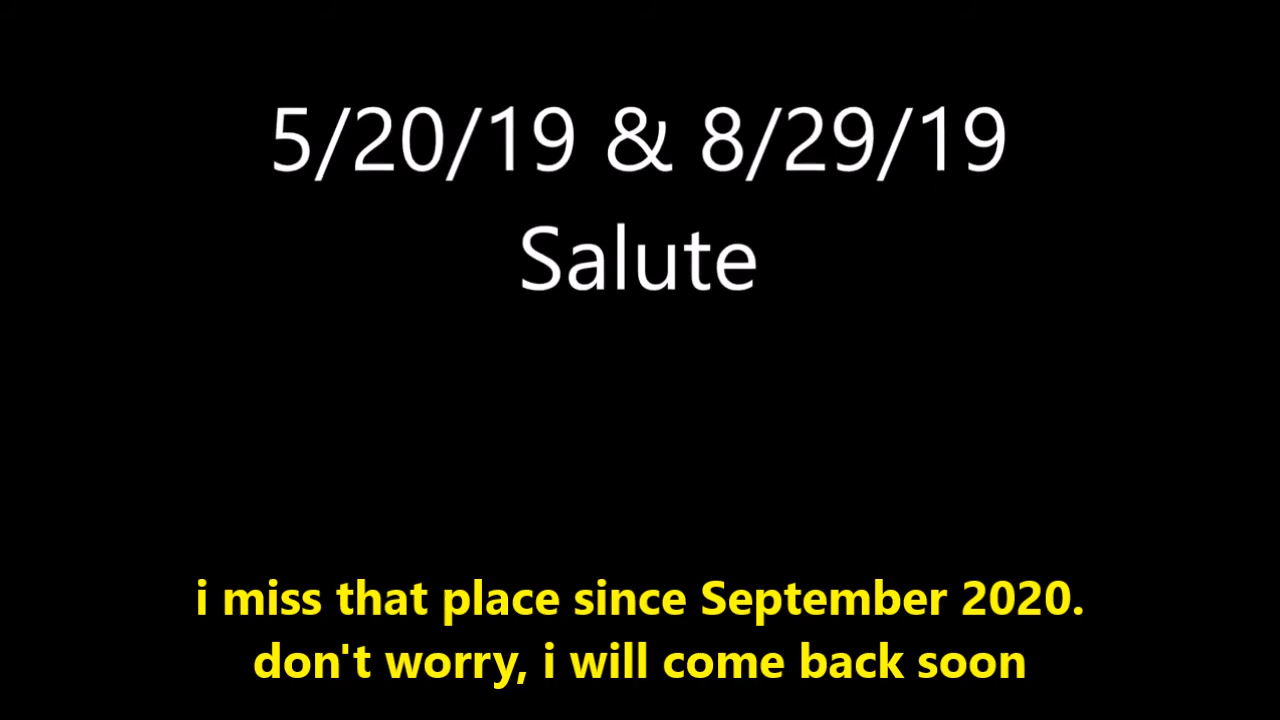 5/20/19 & 8/29/19
Salute
i miss that place since September 2020.
don't worry, i will come back soon